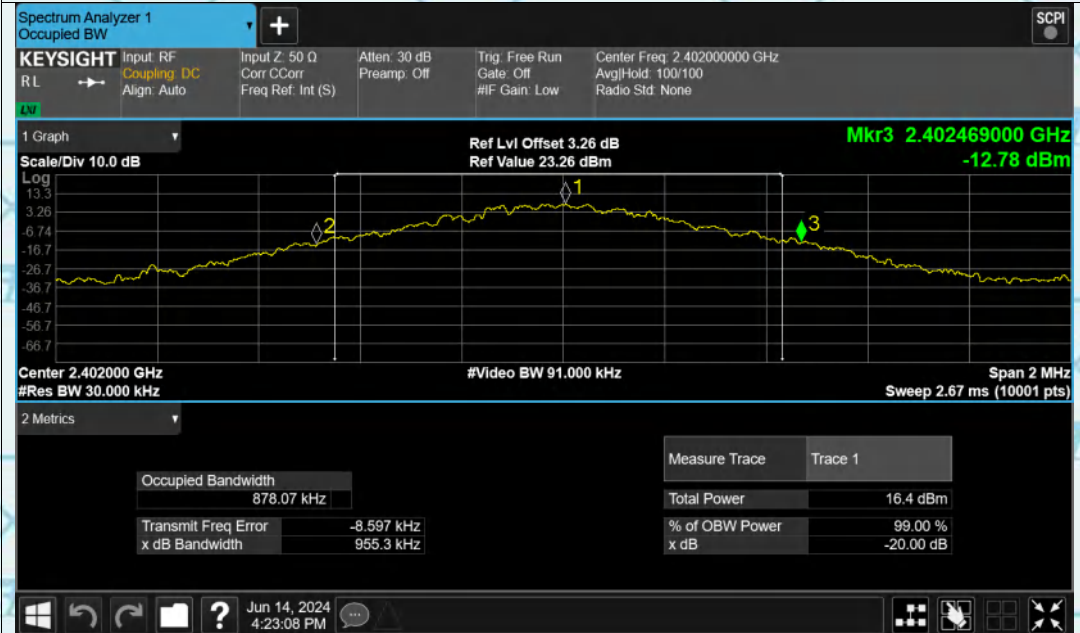 Spectrum Analyzer 1
Occupied BW
+
SCPI
KEYSIGHT Input: RF Input Z: 50 Ω Atten: 30 dB Trig: Free Run Center Freq: 2.402000000 GHz
RL Coupling: DC Corr CCorr Preamp: Off Gate: Off Avg|Hold: 100/100
Align: Auto Freq Ref: Int (S) #IF Gain: Low Radio Std: None
LXI
1 Graph Ref Lvl Offset 3.26 dB Mkr3 2.402469000 GHz
Scale/Div 10.0 dB Ref Value 23.26 dBm -12.78 dBm
Log
13.3
3.26
-6.74
-16.7
-26.7
-36.7
-46.7
-56.7
-66.7
1
2
3
Center 2.402000 GHz #Video BW 91.000 kHz Span 2 MHz
#Res BW 30.000 kHz Sweep 2.67 ms (10001 pts)
2 Metrics
Measure Trace Trace 1
Occupied Bandwidth
878.07 kHz Total Power 16.4 dBm
Transmit Freq Error -8.597 kHz % of OBW Power 99.00 %
x dB Bandwidth 955.3 kHz x dB -20.00 dB
? Jun 14, 2024
4:23:08 PM